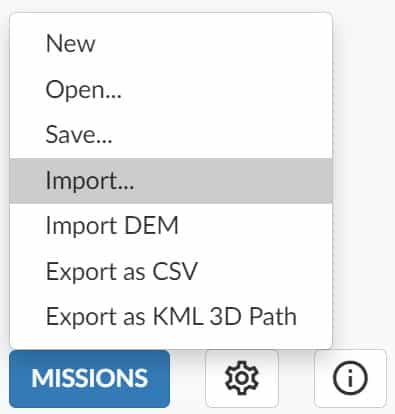 New
Open...
Save...
Import...
Import DEM
Export as CSV
Export as KML 3D Path
MISSIONS